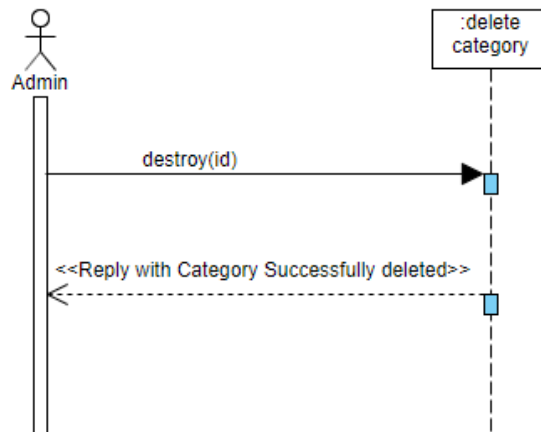 :delete
category
Admin
destroy(id)
<<Reply with Category Successfully deleted>>